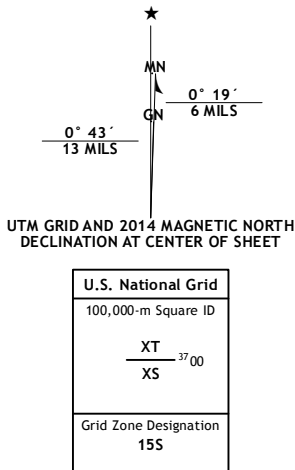 ★
MN
0° 19´
6 MILS
GN
0° 43´
13 MILS
UTM GRID AND 2014 MAGNETIC NORTH
DECLINATION AT CENTER OF SHEET
U.S. National Grid
100,000-m Square ID
XT
3700
XS
Grid Zone Designation
15S